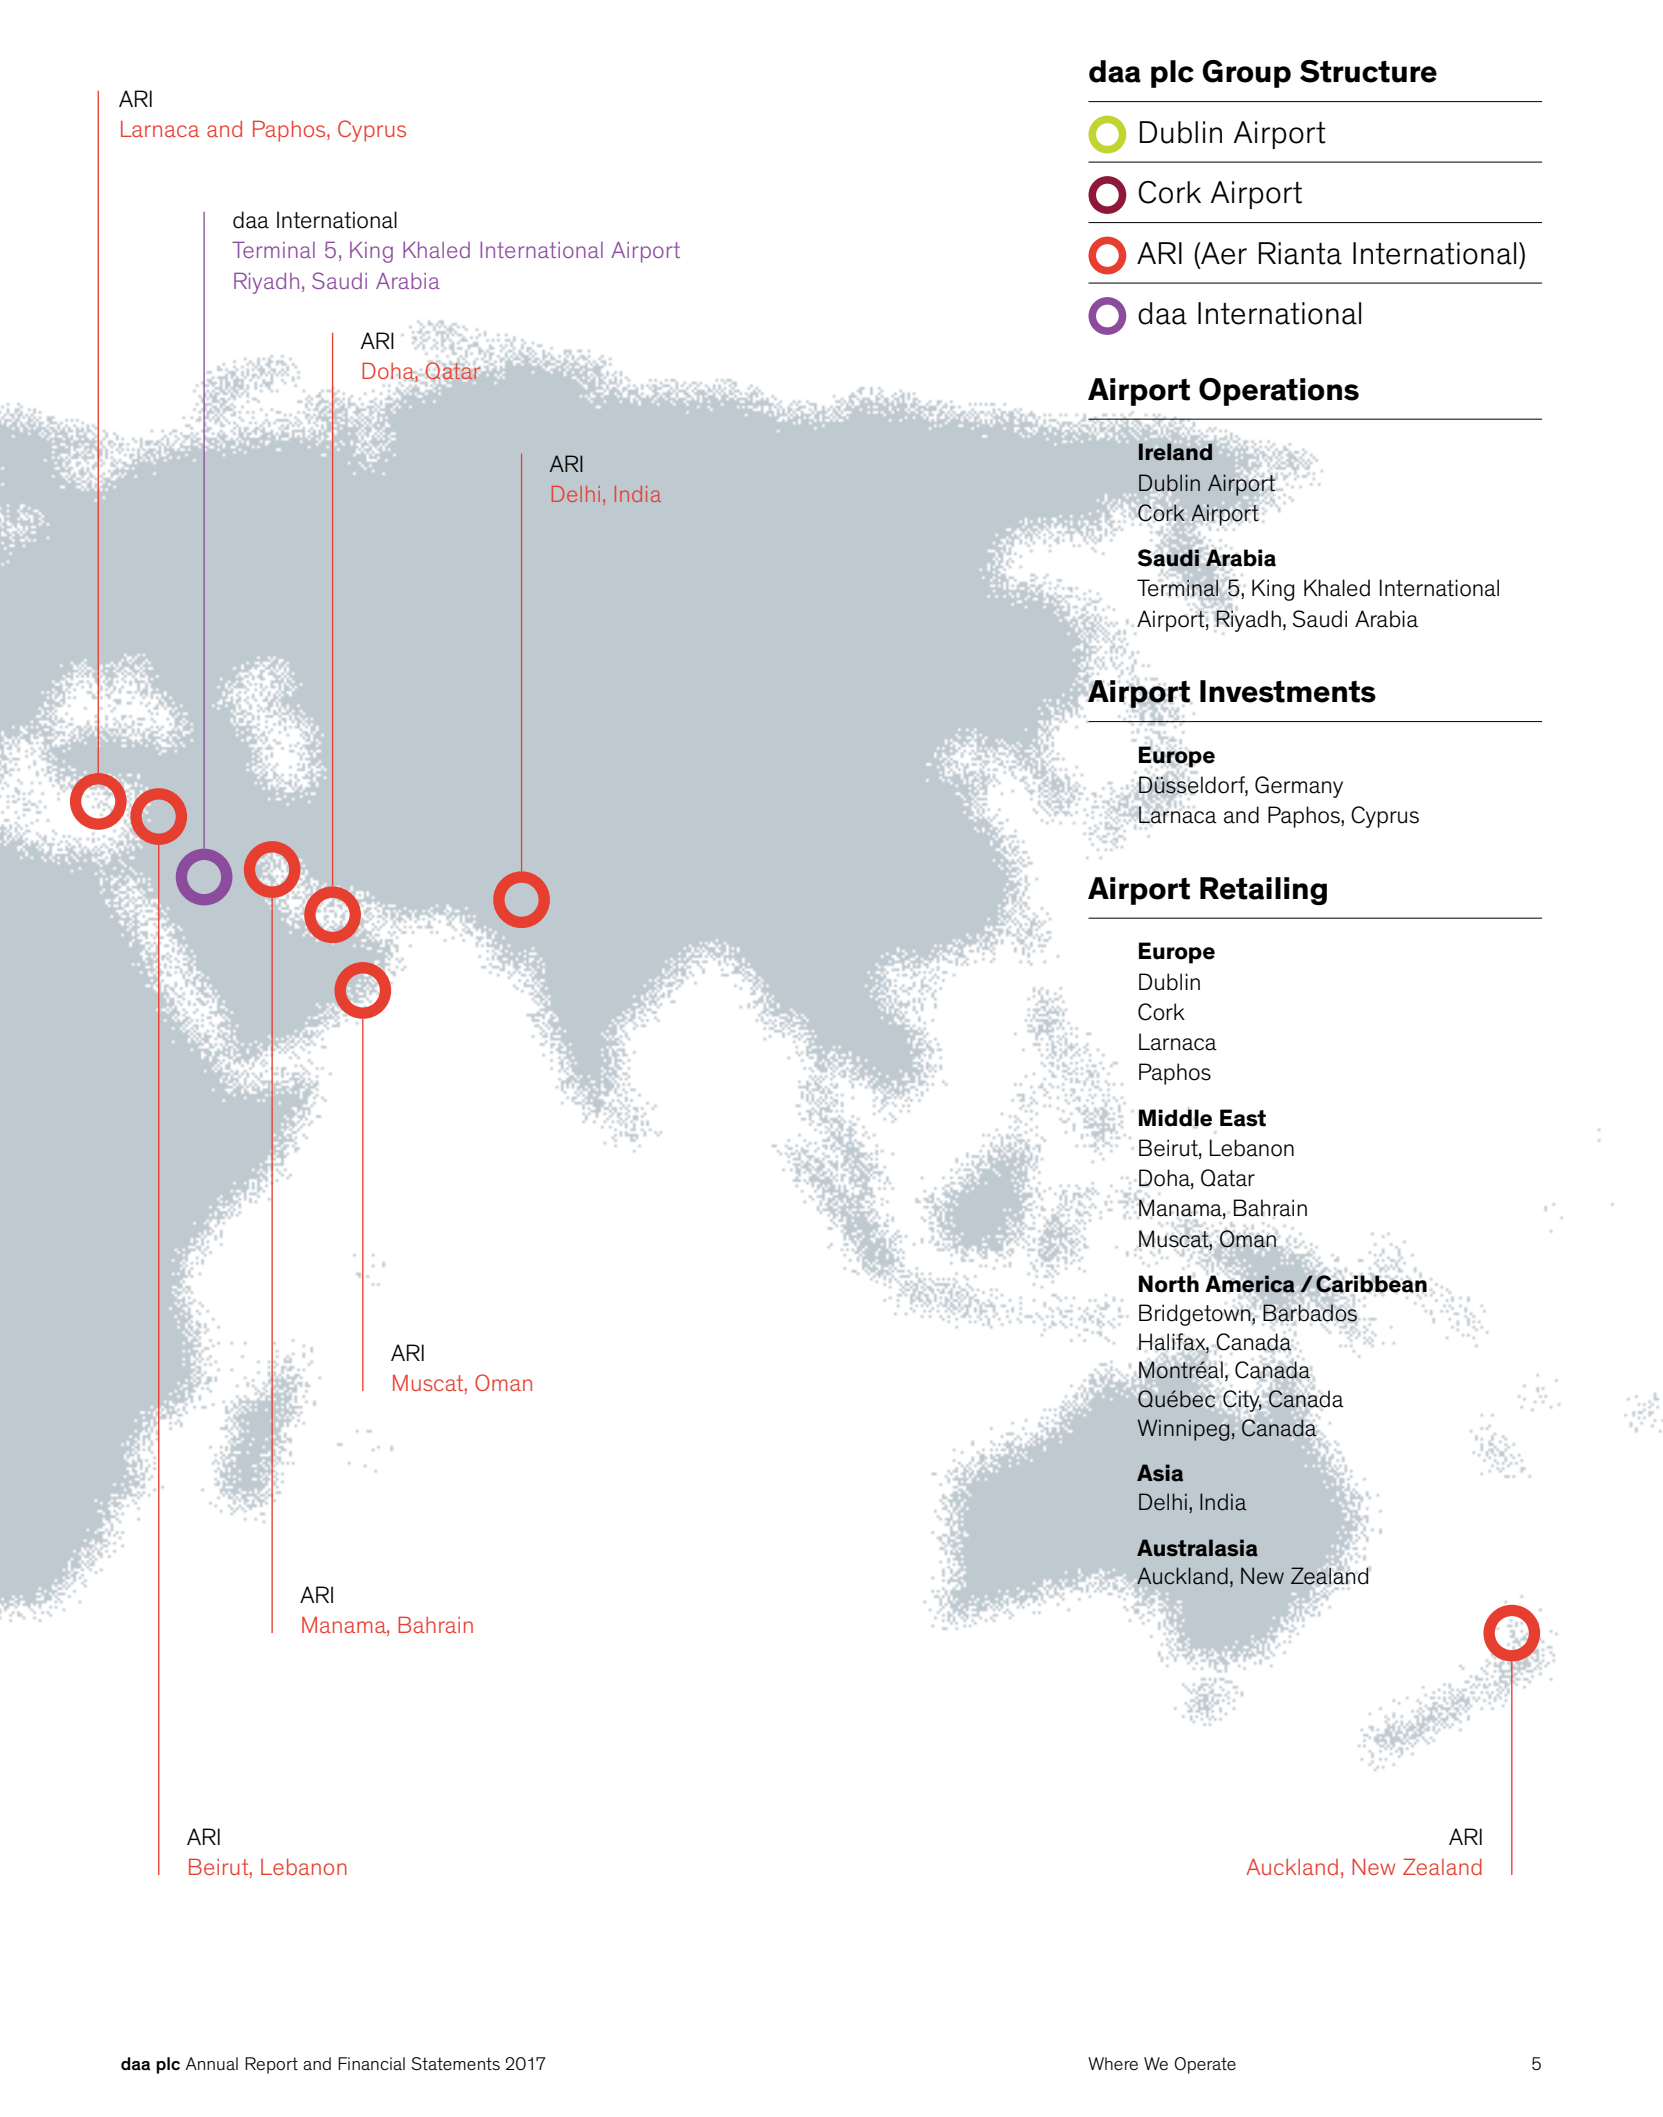 ARI
Larnaca and Paphos, Cyprus
daa International
Terminal 5, King Khaled International Airport
Riyadh, Saudi Arabia
ARI
Doha, Qatar
ARI
Delhi, India
ARI
Muscat, Oman
ARI
Manama, Bahrain
ARI
Beirut, Lebanon
daa plc Group Structure
Dublin Airport
Cork Airport
ARI (Aer Rianta International)
daa International
Airport Operations
Ireland
Dublin Airport
Cork Airport
Saudi Arabia
Terminal 5, King Khaled International
Airport, Riyadh, Saudi Arabia
Airport Investments
Europe
Düsseldorf, Germany
Larnaca and Paphos, Cyprus
Airport Retailing
Europe
Dublin
Cork
Larnaca
Paphos
Middle East
Beirut, Lebanon
Doha, Qatar
Manama, Bahrain
Muscat, Oman
North America / Caribbean
Bridgetown, Barbados
Halifax, Canada
Montréal, Canada
Québec City, Canada
Winnipeg, Canada
Asia
Delhi, India
Australasia
Auckland, New Zealand
ARI
Auckland, New Zealand
daa plc Annual Report and Financial Statements 2017
Where We Operate
5